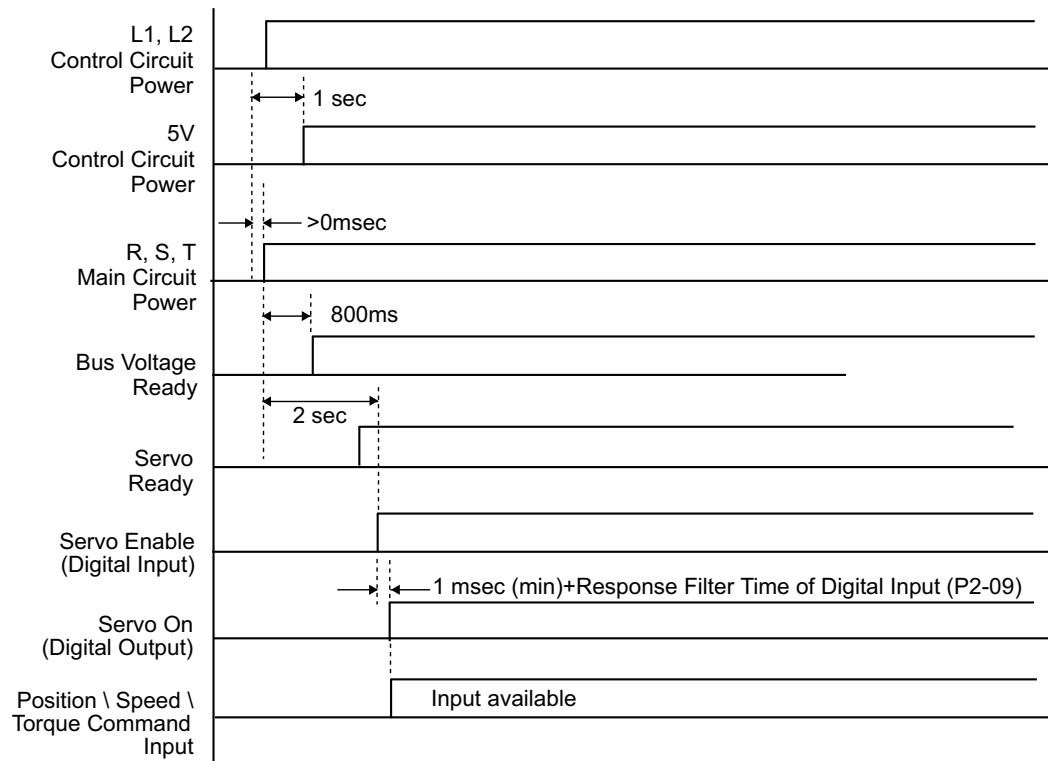 L1, L2
Control Circuit
Power
1 sec
5V
Control Circuit
Power
>0msec
R, S, T
Main Circuit
Power
800ms
Bus Voltage
Ready
2 sec
Servo
Ready
Servo Enable
(Digital Input)
1 msec (min)+Response Filter Time of Digital Input (P2-09)
Servo On
(Digital Output)
Position \ Speed \
Torque Command
Input
Input available